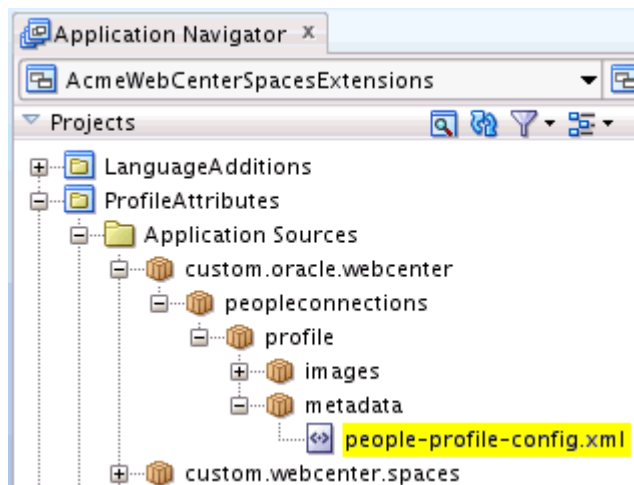 Application Navigator x
AcmeWebCenterSpacesExtensions
Projects
LanguageAdditions
ProfileAttributes
Application Sources
custom.oracle.webcenter
peopleconnections
profile
images
metadata
people-profile-config.xml
custom.webcenter.spaces